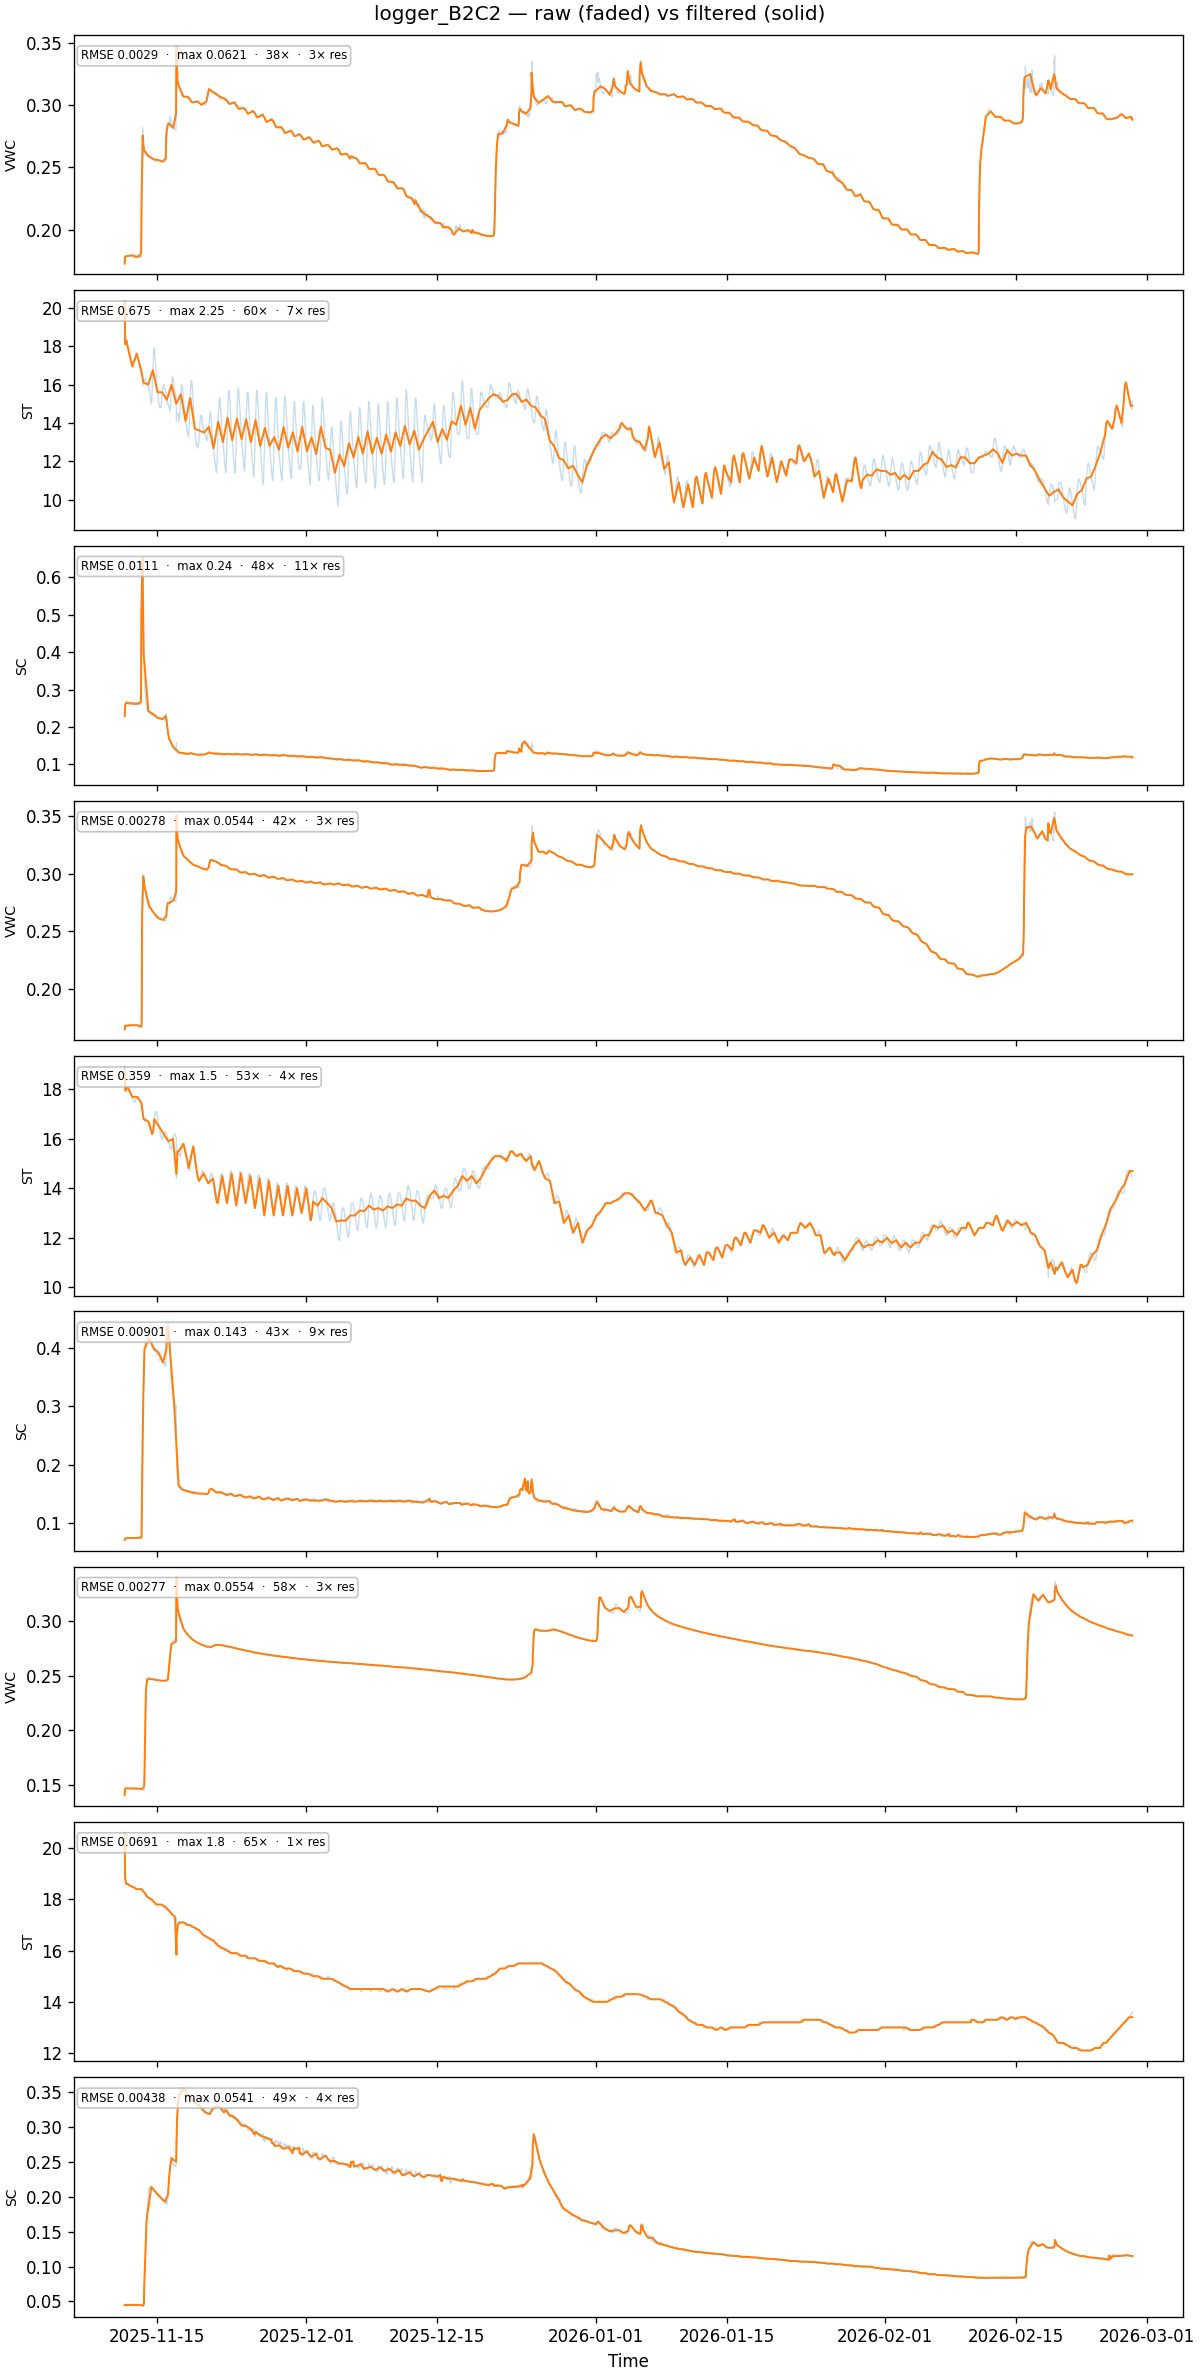 logger_B2C2 — raw (faded) vs filtered (solid)
RMSE 0.0029 · max 0.0621 · 38× · 3× res
0.35
0.30
0.25
0.20
VWC
RMSE 0.675 · max 2.25 · 60× · 7× res
20
18
16
14
12
10
ST
RMSE 0.0111 · max 0.24 · 48× · 11× res
0.6
0.5
0.4
0.3
0.2
0.1
SC
RMSE 0.00278 · max 0.0544 · 42× · 3× res
0.35
0.30
0.25
0.20
VWC
RMSE 0.359 · max 1.5 · 53× · 4× res
18
16
14
12
10
ST
RMSE 0.00901 · max 0.143 · 43× · 9× res
0.4
0.3
0.2
0.1
SC
RMSE 0.00277 · max 0.0554 · 58× · 3× res
0.30
0.25
0.20
0.15
VWC
RMSE 0.0691 · max 1.8 · 65× · 1× res
20
18
16
14
12
ST
RMSE 0.00438 · max 0.0541 · 49× · 4× res
0.35
0.30
0.25
0.20
0.15
0.10
0.05
SC
2025-11-15 2025-12-01 2025-12-15 2026-01-01 2026-01-15 2026-02-01 2026-02-15 2026-03-01
Time